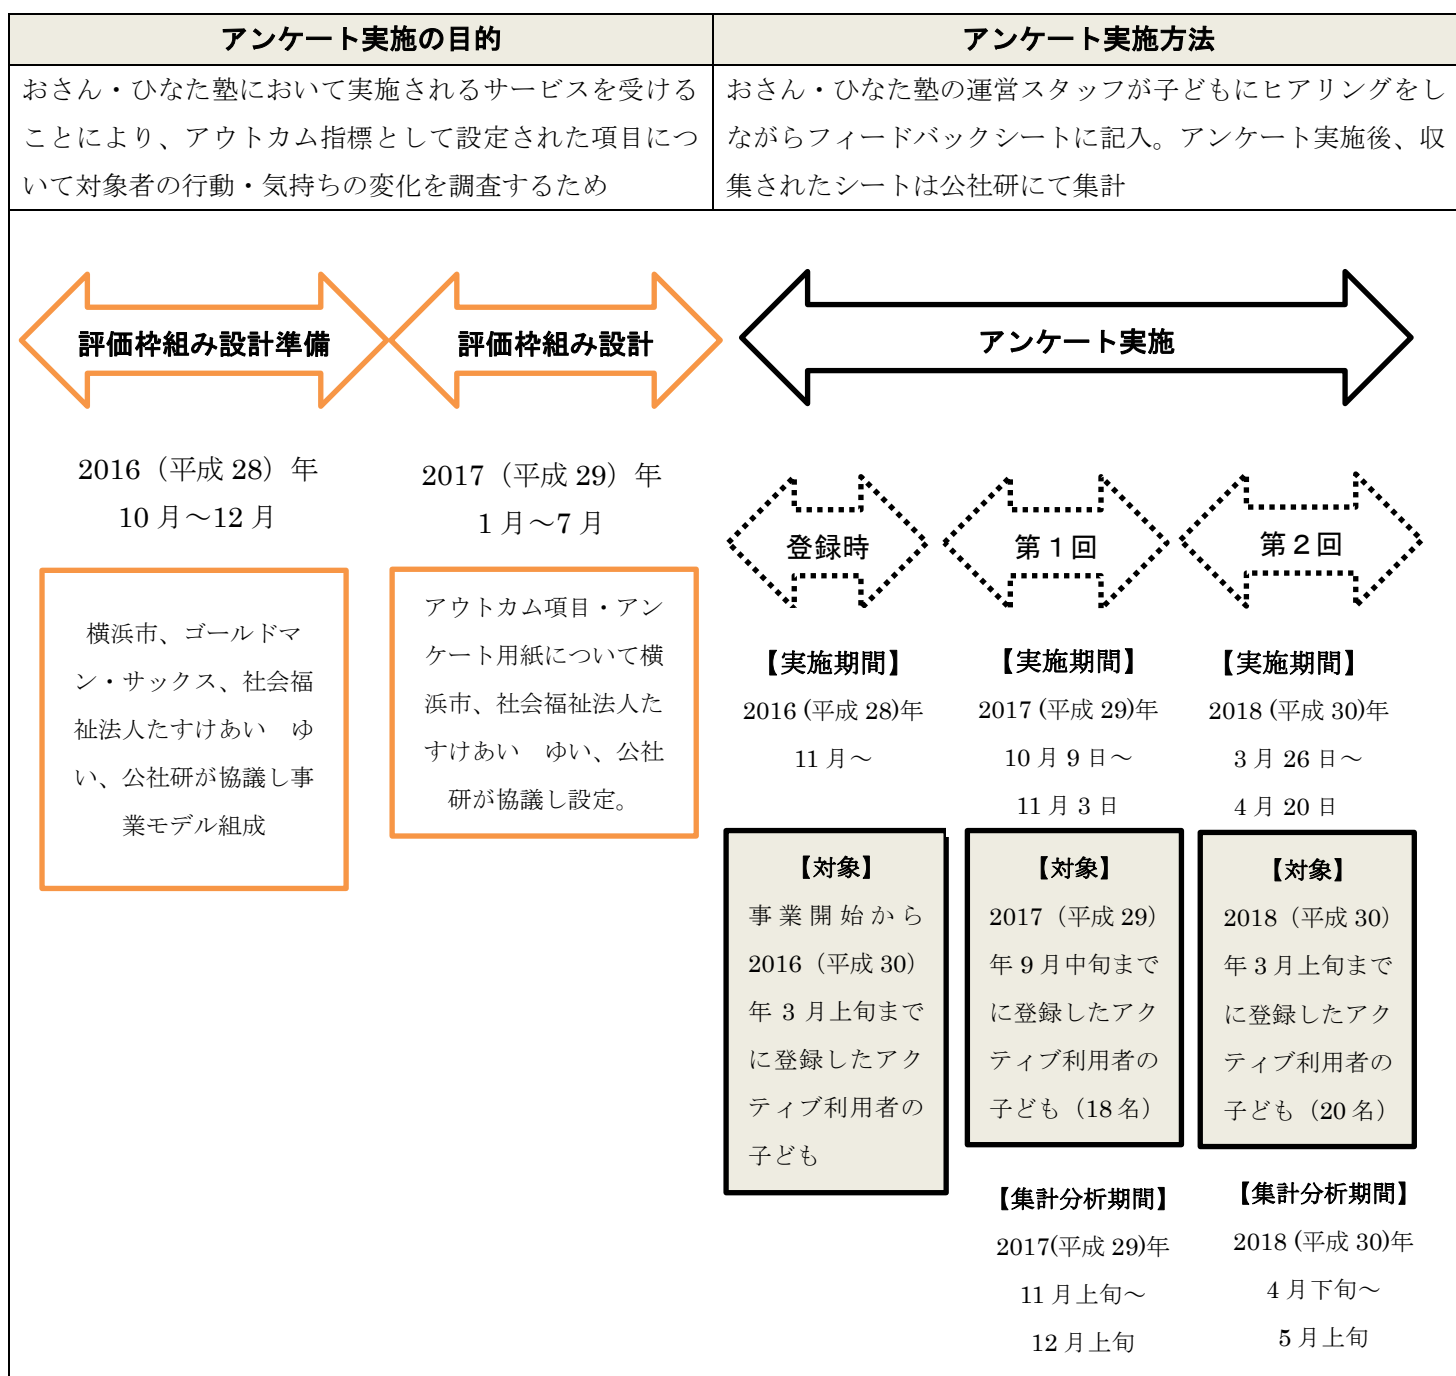 アンケート実施の目的
アンケート実施方法
おさん・ひなた塾において実施されるサービスを受ける
ことにより、アウトカム指標として設定された項目につ
いて対象者の行動・気持ちの変化を調査するため
おさん・ひなた塾の運営スタッフが子どもにヒアリングをし
ながらフィードバックシートに記入。アンケート実施後、収
集されたシートは公社研にて集計
評価枠組み設計準備
評価枠組み設計
アンケート実施
2016（平成 28）年
10 月～12 月
2017（平成 29）年
1 月～7 月
横浜市、ゴールドマ
ン・サックス、社会福
祉法人たすけあい　ゆ
い、公社研が協議し事
業モデル組成
アウトカム項目・アン
ケート用紙について横
浜市、社会福祉法人た
すけあい　ゆい、公社
研が協議し設定。
登録時
第１回
第２回
【実施期間】
2016 (平成 28)年
11 月～
【実施期間】
2017 (平成 29)年
10 月 9 日～
11 月 3 日
【実施期間】
2018 (平成 30)年
3 月 26 日～
4 月 20 日
【対象】
事業開始から
2016（平成 30）
年 3 月上旬まで
に登録したアク
ティブ利用者の
子ども
【対象】
2017（平成 29）
年 9 月中旬まで
に登録したアク
ティブ利用者の
子ども（18 名）
【対象】
2018（平成 30）
年 3 月上旬まで
に登録したアク
ティブ利用者の
子ども（20 名）
【集計分析期間】
2017(平成 29)年
11 月上旬～
12 月上旬
【集計分析期間】
2018 (平成 30)年
4 月下旬～
5 月上旬